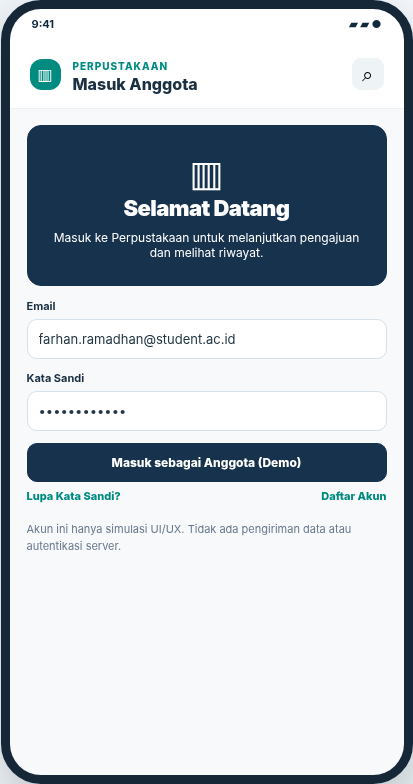 9:41
PERPUSTAKAAN
Masuk Anggota
Selamat Datang
Masuk ke Perpustakaan untuk melanjutkan pengajuan
dan melihat riwayat.
Email
farhan.ramadhan@student.ac.id
Kata Sandi
••••••••••••
Masuk sebagai Anggota (Demo)
Lupa Kata Sandi? Daftar Akun
Akun ini hanya simulasi UI/UX. Tidak ada pengiriman data atau
autentikasi server.